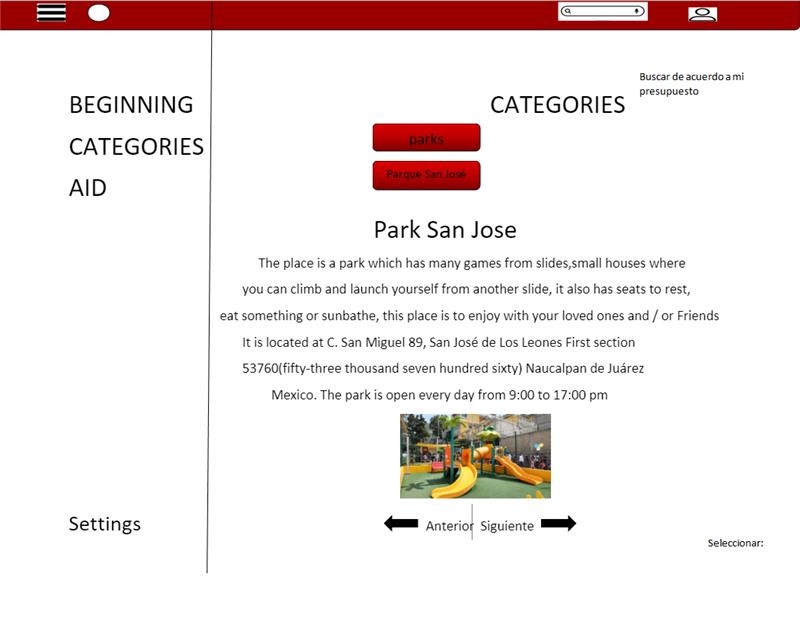 Buscar de acuerdo a mi
presupuesto
BEGINNING
CATEGORIES
AID
CATEGORIES
parks
Parque San José
Park San Jose
The place is a park which has many games from slides,small houses where
you can climb and launch yourself from another slide, it also has seats to rest,
eat something or sunbathe, this place is to enjoy with your loved ones and / or Friends
It is located at C. San Miguel 89, San José de Los Leones First section
53760(fifty-three thousand seven hundred sixty) Naucalpan de Juárez
Mexico. The park is open every day from 9:00 to 17:00 pm
Settings
Anterior Siguiente
Seleccionar: